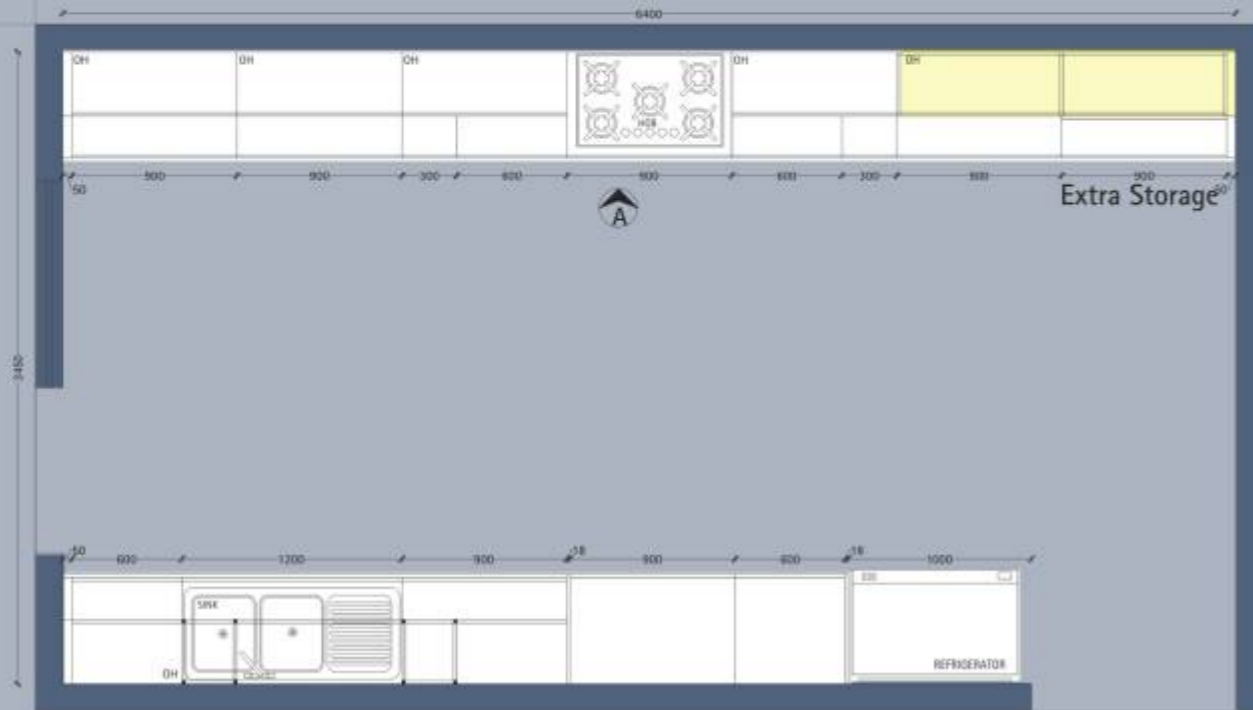 6400
OH OH OH OH OH
HOB
900 900 300 600 900 600 300 900 900
50 50
Extra Storage
A
3450
50 600 1200 900 18 900 600 18 1000
SINK
OH
REFRIGERATOR